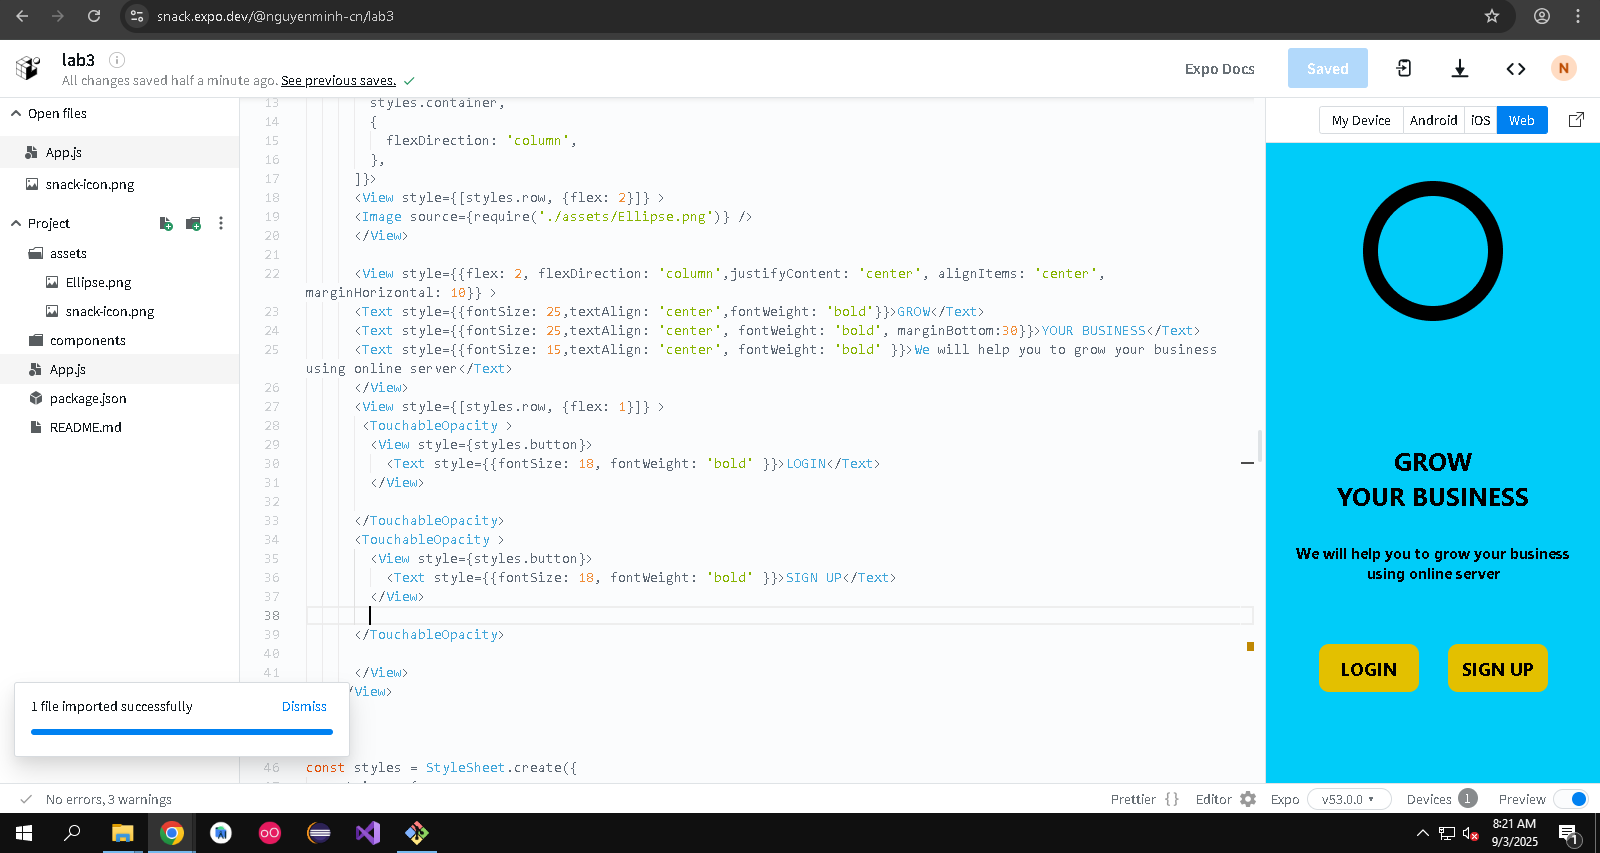 snack.expo.dev/@nguyenminh-cn/lab3
lab3
All changes saved half a minute ago. See previous saves.
Expo Docs
Saved
N
Open files
App.js
snack-icon.png
Project
assets
Ellipse.png
snack-icon.png
components
App.js
package.json
README.md
13 styles.container,
14 {
15 flexDirection: 'column',
16 },
17 ]}>
18 <View style={[styles.row, {flex: 2}]} >
19 <Image source={require('./assets/Ellipse.png')} />
20 </View>
21
22 <View style={{flex: 2, flexDirection: 'column',justifyContent: 'center', alignItems: 'center',
marginHorizontal: 10}} >
23 <Text style={{fontSize: 25,textAlign: 'center',fontWeight: 'bold'}}>GROW</Text>
24 <Text style={{fontSize: 25,textAlign: 'center', fontWeight: 'bold', marginBottom:30}}>YOUR BUSINESS</Text>
25 <Text style={{fontSize: 15,textAlign: 'center', fontWeight: 'bold' }}>We will help you to grow your business
using online server</Text>
26 </View>
27 <View style={[styles.row, {flex: 1}]} >
28 <TouchableOpacity >
29 <View style={styles.button}>
30 <Text style={{fontSize: 18, fontWeight: 'bold' }}>LOGIN</Text>
31 </View>
32
33 </TouchableOpacity>
34 <TouchableOpacity >
35 <View style={styles.button}>
36 <Text style={{fontSize: 18, fontWeight: 'bold' }}>SIGN UP</Text>
37 </View>
38
39 </TouchableOpacity>
40
41 </View>
/View>
46 const styles = StyleSheet.create({
1 file imported successfully
Dismiss
My Device
Android
iOS
Web
GROW
YOUR BUSINESS
We will help you to grow your business
using online server
LOGIN
SIGN UP
No errors, 3 warnings
Prettier {}
Editor
Expo
v53.0.0
Devices 1
Preview
8:21 AM
9/3/2025
1